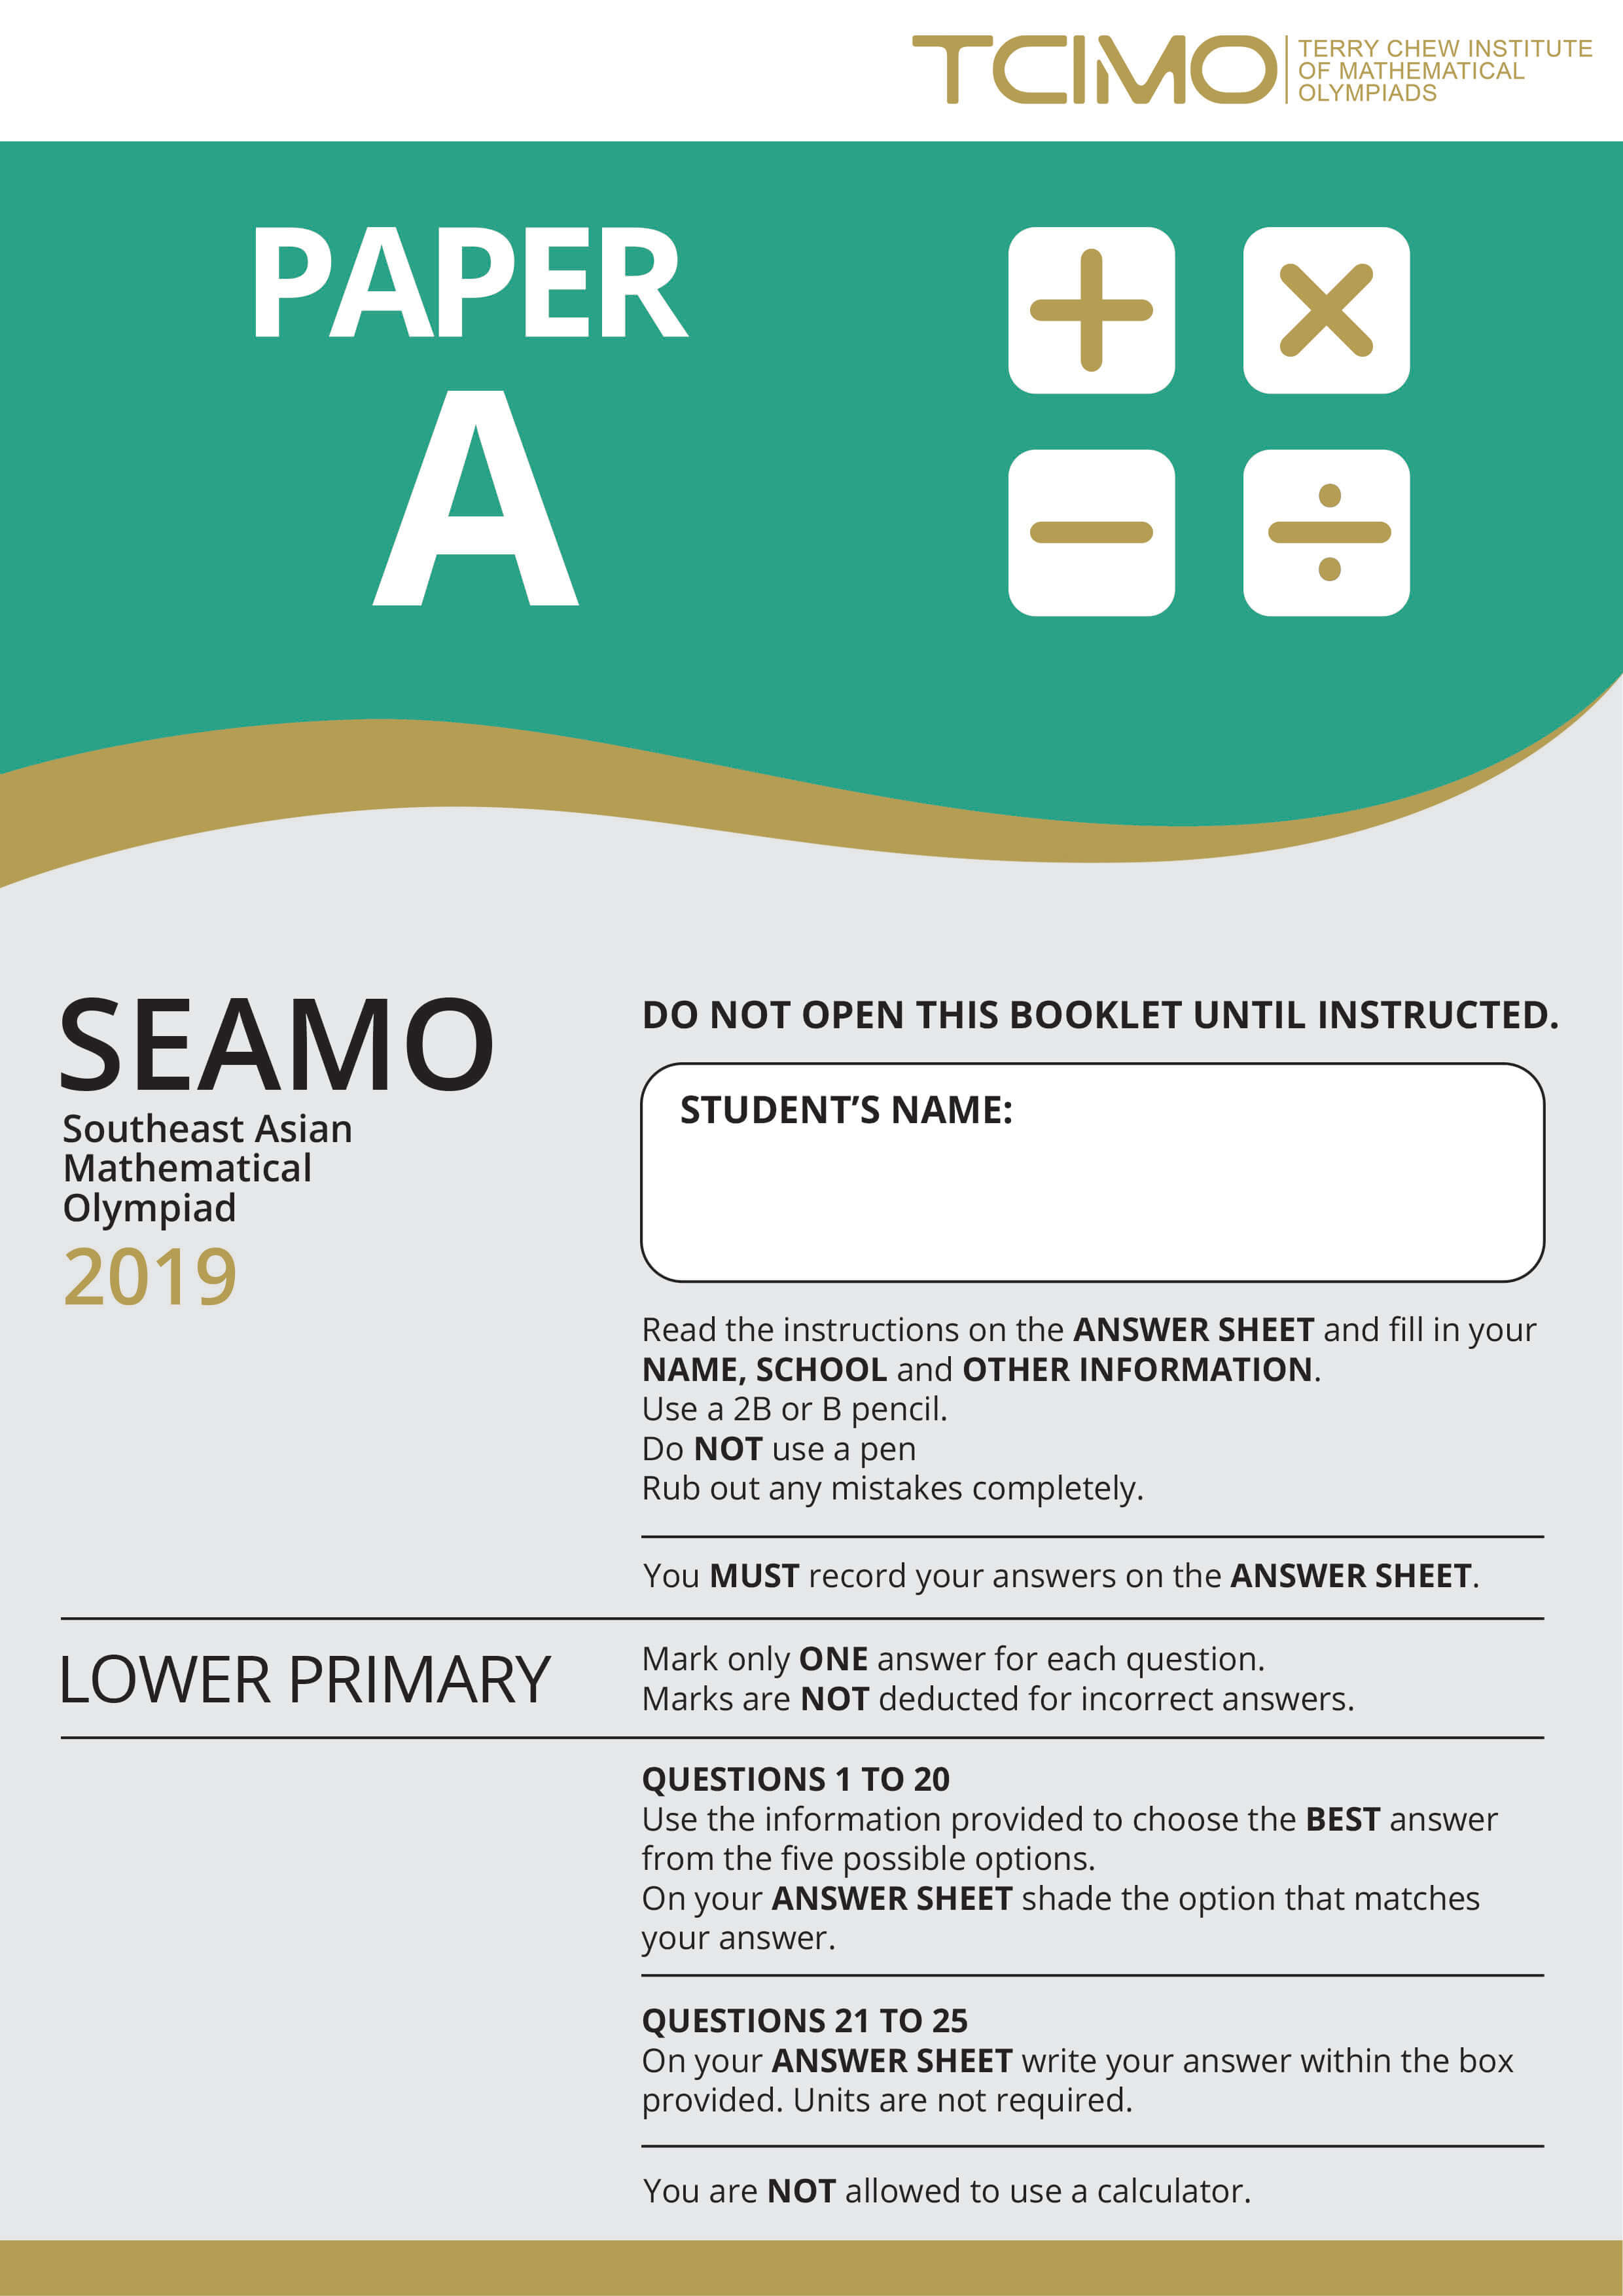 TCIMO
TERRY CHEW INSTITUTE
OF MATHEMATICAL
OLYMPIADS
PAPER
A
SEAMO
Southeast Asian
Mathematical
Olympiad
2019
DO NOT OPEN THIS BOOKLET UNTIL INSTRUCTED.
STUDENT’S NAME:
Read the instructions on the ANSWER SHEET and fill in your
NAME, SCHOOL and OTHER INFORMATION.
Use a 2B or B pencil.
Do NOT use a pen
Rub out any mistakes completely.
You MUST record your answers on the ANSWER SHEET.
LOWER PRIMARY
Mark only ONE answer for each question.
Marks are NOT deducted for incorrect answers.
QUESTIONS 1 TO 20
Use the information provided to choose the BEST answer
from the five possible options.
On your ANSWER SHEET shade the option that matches
your answer.
QUESTIONS 21 TO 25
On your ANSWER SHEET write your answer within the box
provided. Units are not required.
You are NOT allowed to use a calculator.